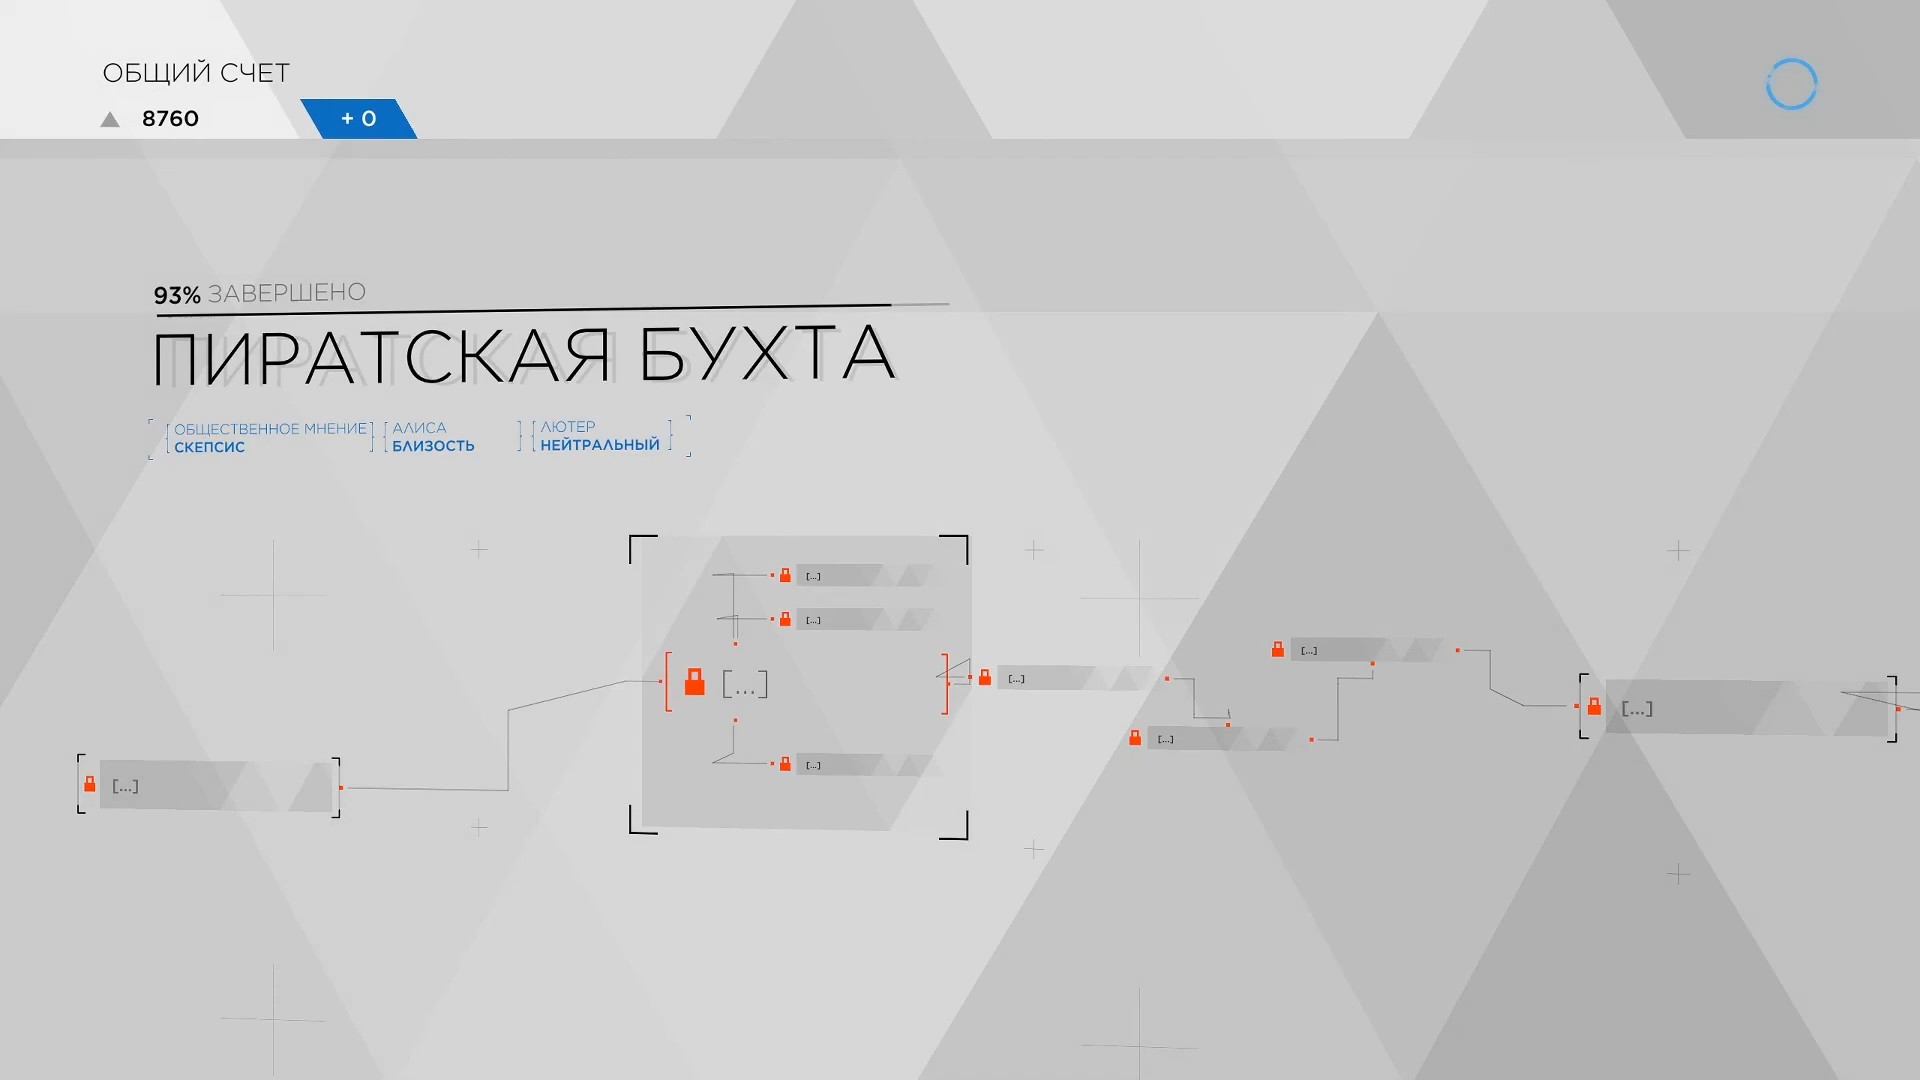 ОБЩИЙ СЧЕТ
8760
+ 0
93% ЗАВЕРШЕНО
ПИРАТСКАЯ БУХТА
ОБЩЕСТВЕННОЕ МНЕНИЕ
СКЕПСИС
АЛИСА
БЛИЗОСТЬ
ЛЮТЕР
НЕЙТРАЛЬНЫЙ
[...]
[...]
[...]
[...]
[...]
[...]
[...]
[...]
[...]